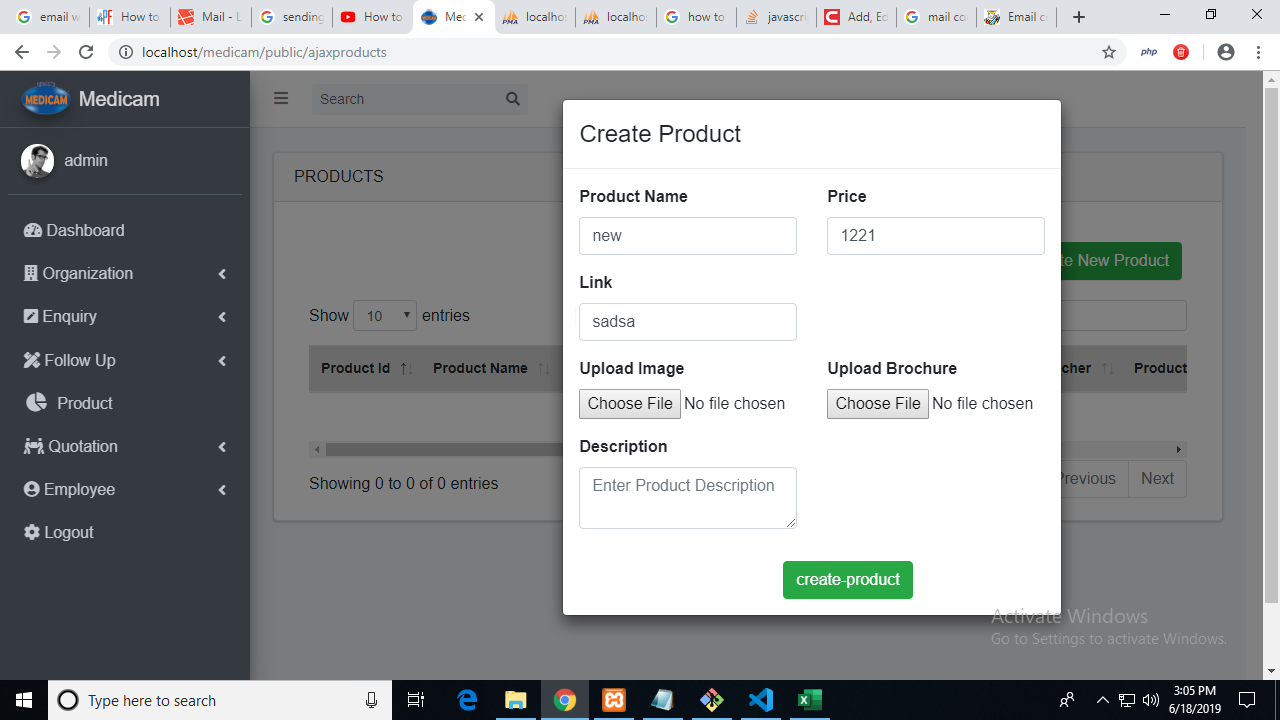 email w
How to
Mail - L
sending
How to
Med
localhos
localhos
how to
javascrip
Add, Ed
mail co
Email c
localhost/medicam/public/ajaxproducts
php
MEDICAM
Medicam
Search
admin
PRODUCTS
Dashboard
Organization
Enquiry
Follow Up
Product
Quotation
Employee
Logout
te New Product
Show 10 entries
Product Id
Product Name
cher
Product
Showing 0 to 0 of 0 entries
Previous
Next
Create Product
Product Name
Price
new
1221
Link
sadsa
Upload Image
Upload Brochure
Choose File No file chosen
Choose File No file chosen
Description
Enter Product Description
create-product
Activate Windows
Go to Settings to activate Windows.
Type here to search
3:05 PM
6/18/2019